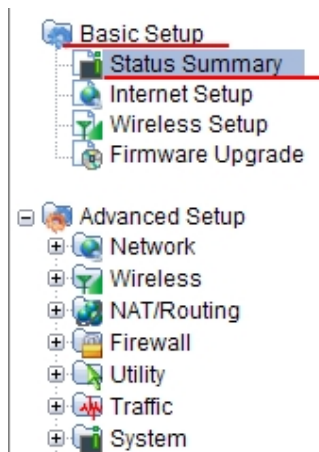 Basic Setup
Status Summary
Internet Setup
Wireless Setup
Firmware Upgrade
Advanced Setup
Network
Wireless
NAT/Routing
Firewall
Utility
Traffic
System